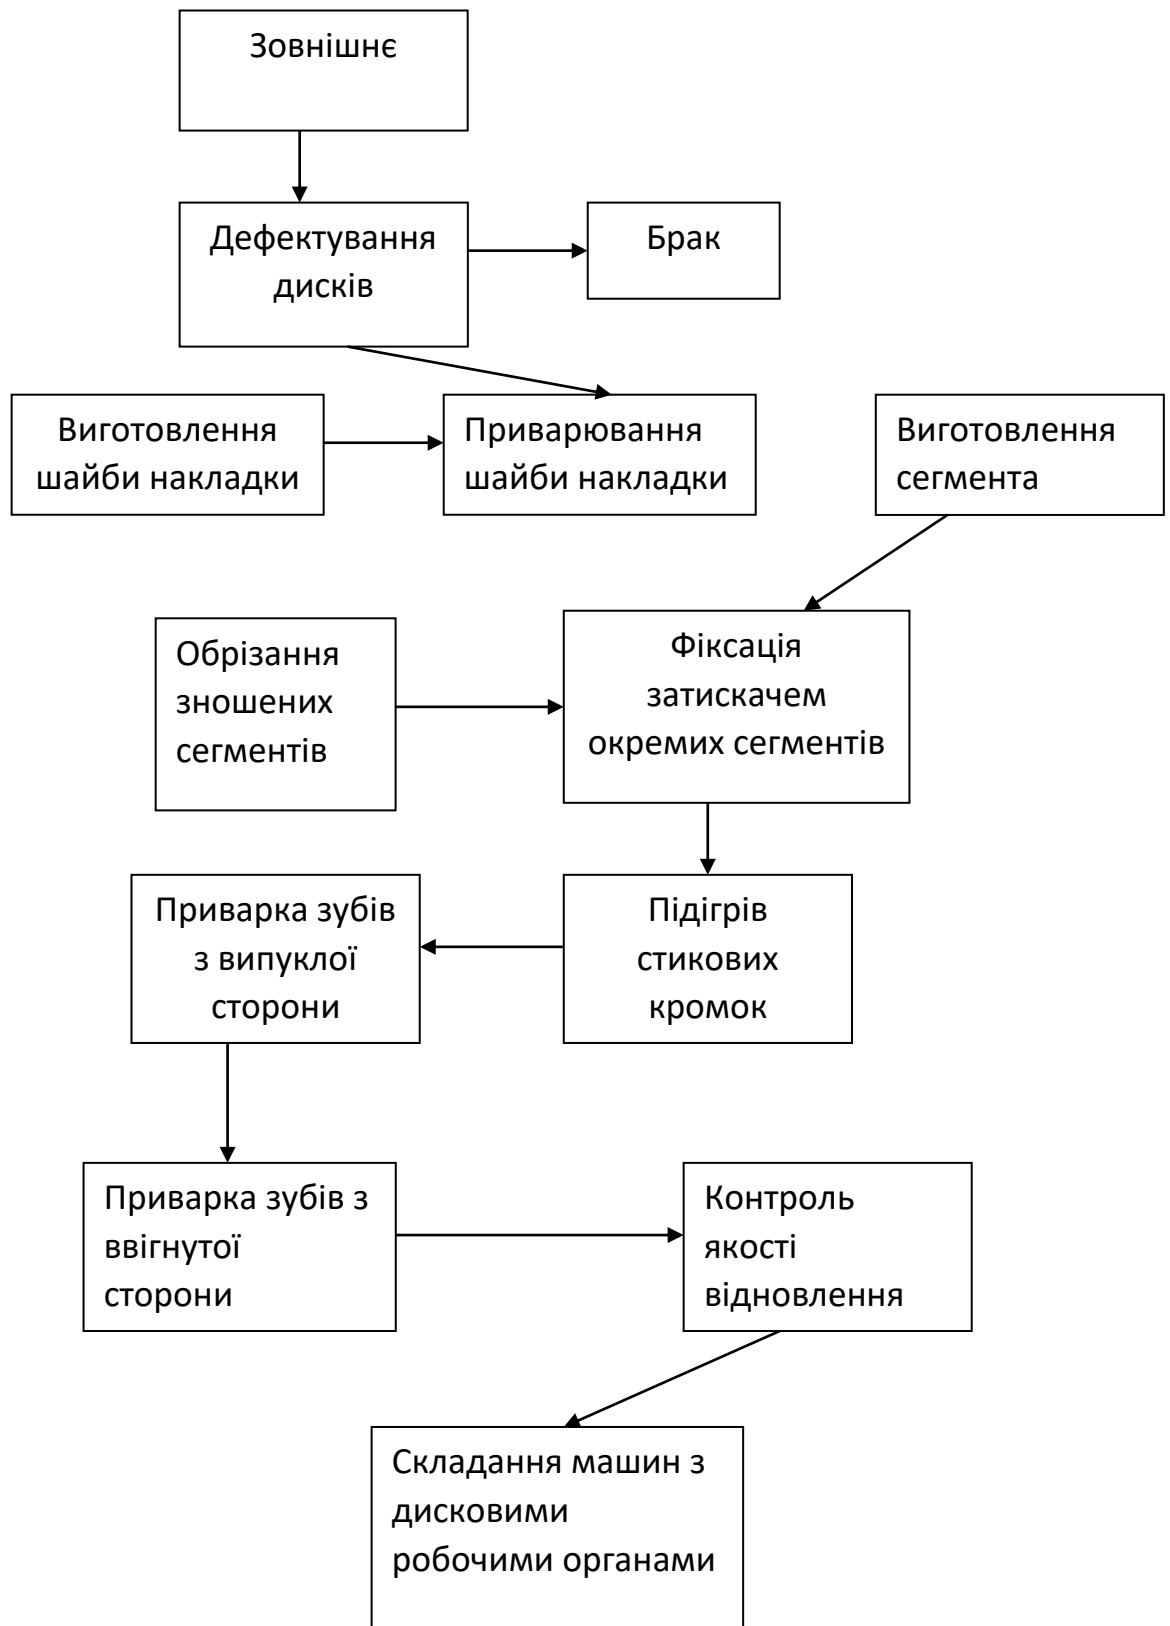 Зовнішнє
Дефектування
дисків
Брак
Виготовлення
шайби накладки
Приварювання
шайби накладки
Виготовлення
сегмента
Обрізання
зношених
сегментів
Фіксація
затискачем
окремих сегментів
Приварка зубів
з випуклої
сторони
Підігрів
стикових
кромок
Приварка зубів з
ввігнутої
сторони
Контроль
якості
відновлення
Складання машин з
дисковими
робочими органами